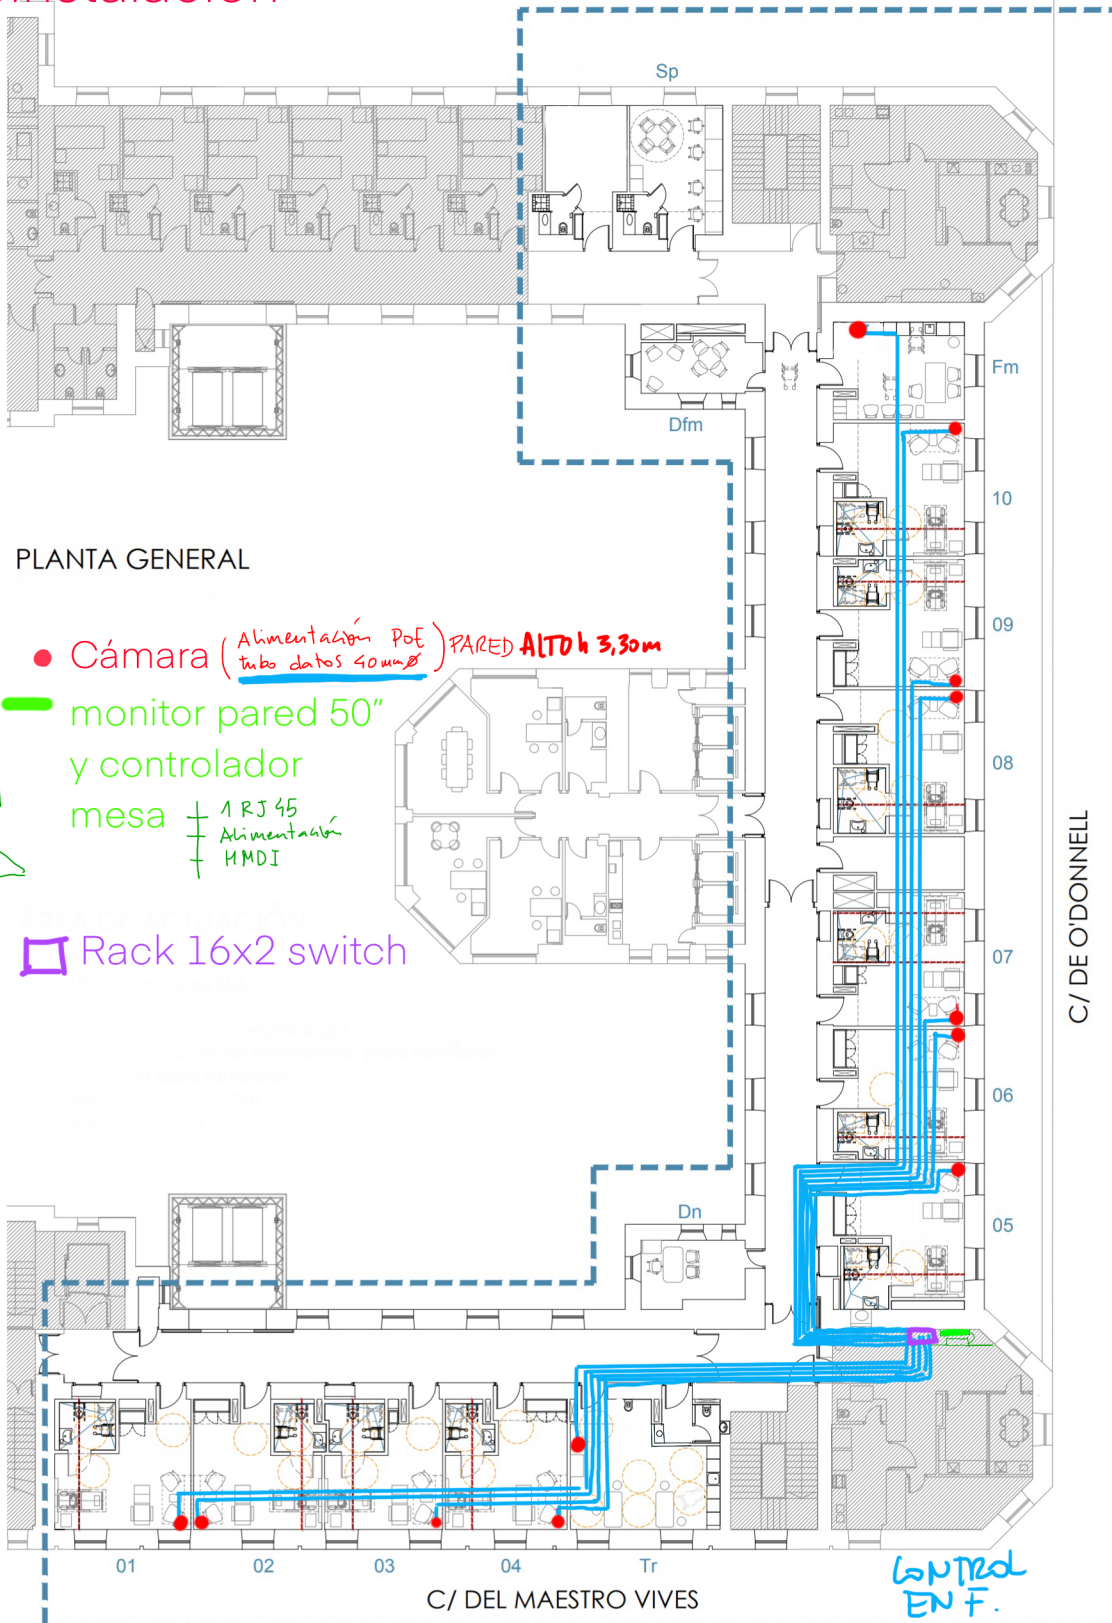 Sp
Fm
Dfm
10
PLANTA GENERAL
09
Cámara (Alimentación PoE
tubo datos 40mmø) PARED ALTO h 3,30m
monitor pared 50"
y controlador
mesa
1 RJ45
Alimentación
HMDI
08
C/ DE O'DONNELL
Rack 16x2 switch
07
06
Dn
05
01
02
03
04
Tr
C/ DEL MAESTRO VIVES
CONTROL
EN F.